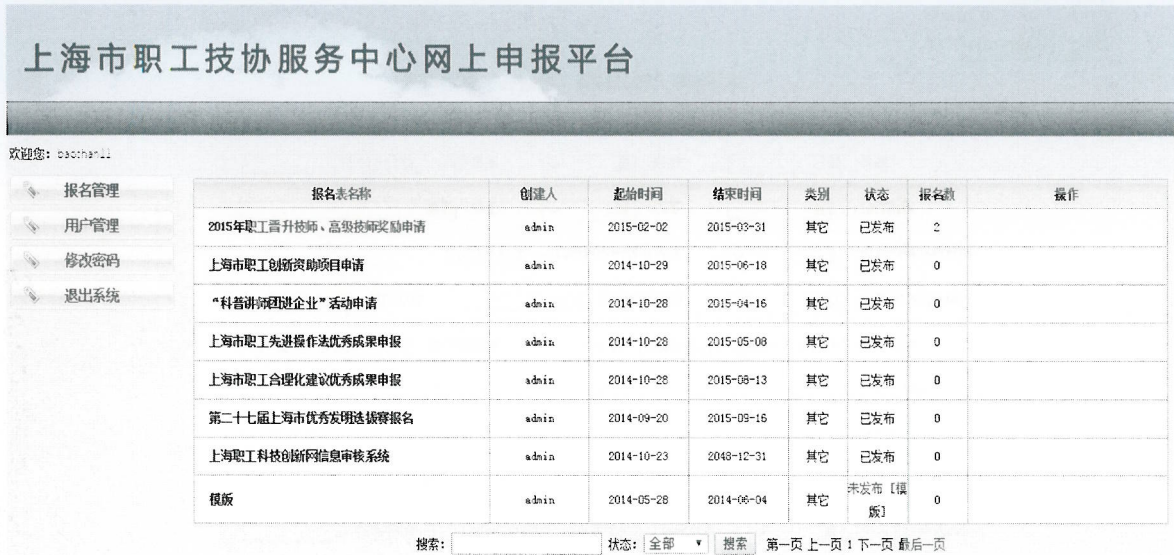 上海市职工技协服务中心网上申报平台
欢迎您：baoshan11
报名管理
用户管理
修改密码
退出系统
报名表名称 创建人 起始时间 结束时间 类别 状态 报名数 操作
2015年职工晋升技师、高级技师奖励申请 admin 2015-02-02 2015-03-31 其它 已发布 2
上海市职工创新资助项目申请 admin 2014-10-29 2015-06-18 其它 已发布 0
“科普讲师团进企业”活动申请 admin 2014-10-28 2015-04-16 其它 已发布 0
上海市职工先进操作法优秀成果申报 admin 2014-10-28 2015-05-08 其它 已发布 0
上海市职工合理化建议优秀成果申报 admin 2014-10-28 2015-08-13 其它 已发布 0
第二十七届上海市优秀发明选拔赛报名 admin 2014-09-20 2015-09-16 其它 已发布 0
上海职工科技创新网信息审核系统 admin 2014-10-23 2048-12-31 其它 已发布 0
模版 admin 2014-05-28 2014-06-04 其它 未发布【模 0
版】
搜索： 状态： 全部 搜索 第一页 上一页 1 下一页 最后一页